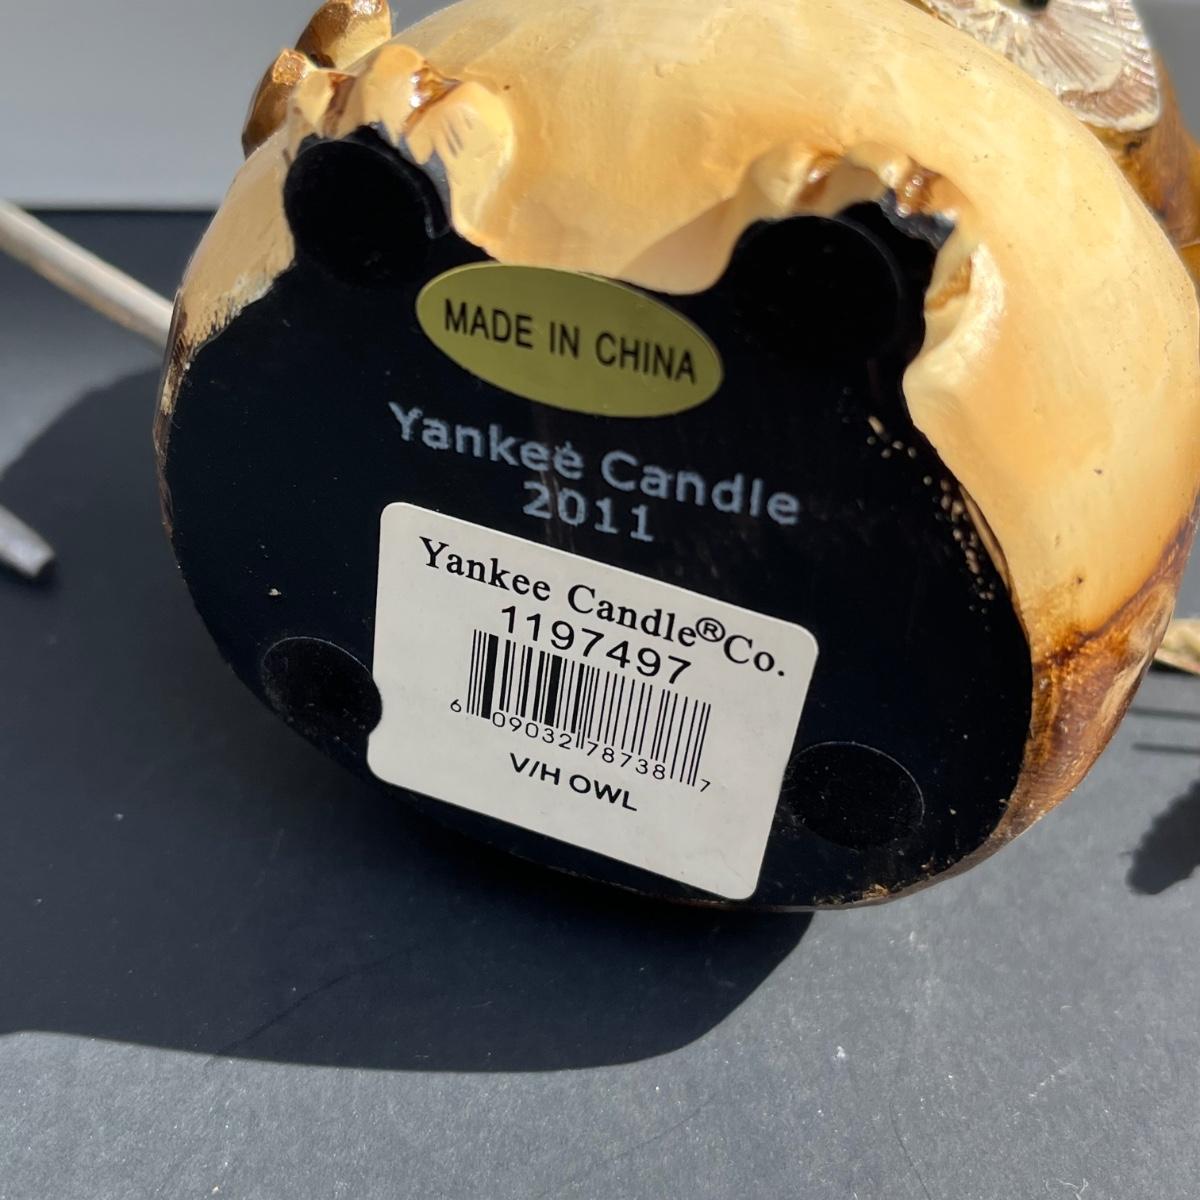 MADE IN CHINA
Yankee Candle
2011
Yankee Candle®Co.
1197497
6 09032 78738 7
V/H OWL